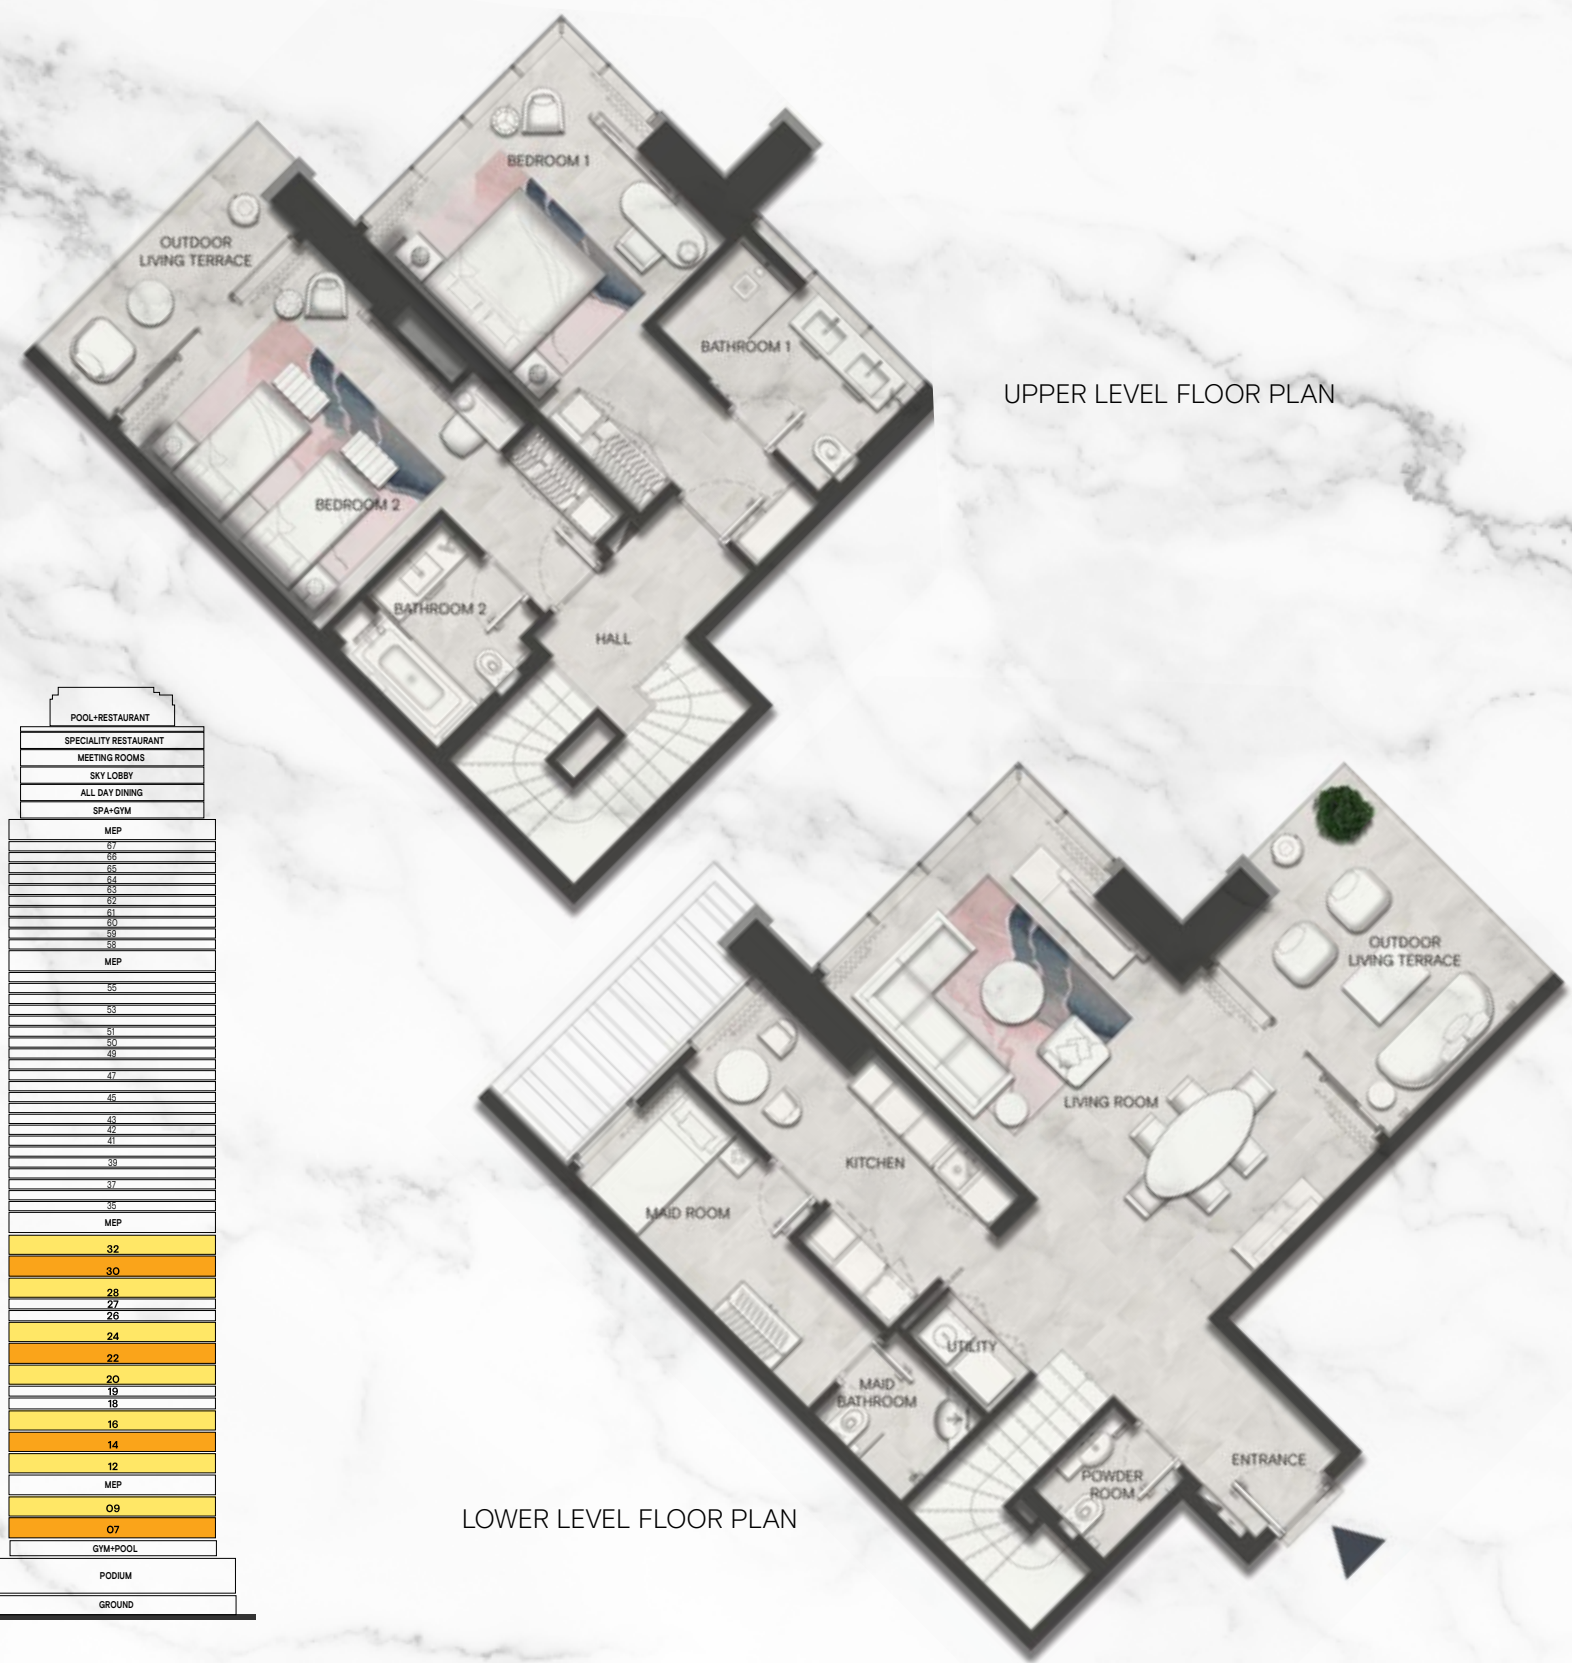 BEDROOM 1
OUTDOOR
LIVING TERRACE
BATHROOM 1
BEDROOM 2
BATHROOM 2
HALL
UPPER LEVEL FLOOR PLAN
POOL+RESTAURANT
SPECIALITY RESTAURANT
MEETING ROOMS
SKY LOBBY
ALL DAY DINING
SPA+GYM
MEP
67
66
65
64
63
62
61
60
59
58
MEP
55
53
51
50
49
47
45
43
42
41
39
37
35
MEP
32
30
28
27
26
24
22
20
19
18
16
14
12
MEP
09
07
GYM+POOL
PODIUM
GROUND
OUTDOOR
LIVING TERRACE
LIVING ROOM
KITCHEN
MAID ROOM
UTILITY
MAID
BATHROOM
POWDER
ROOM
ENTRANCE
LOWER LEVEL FLOOR PLAN